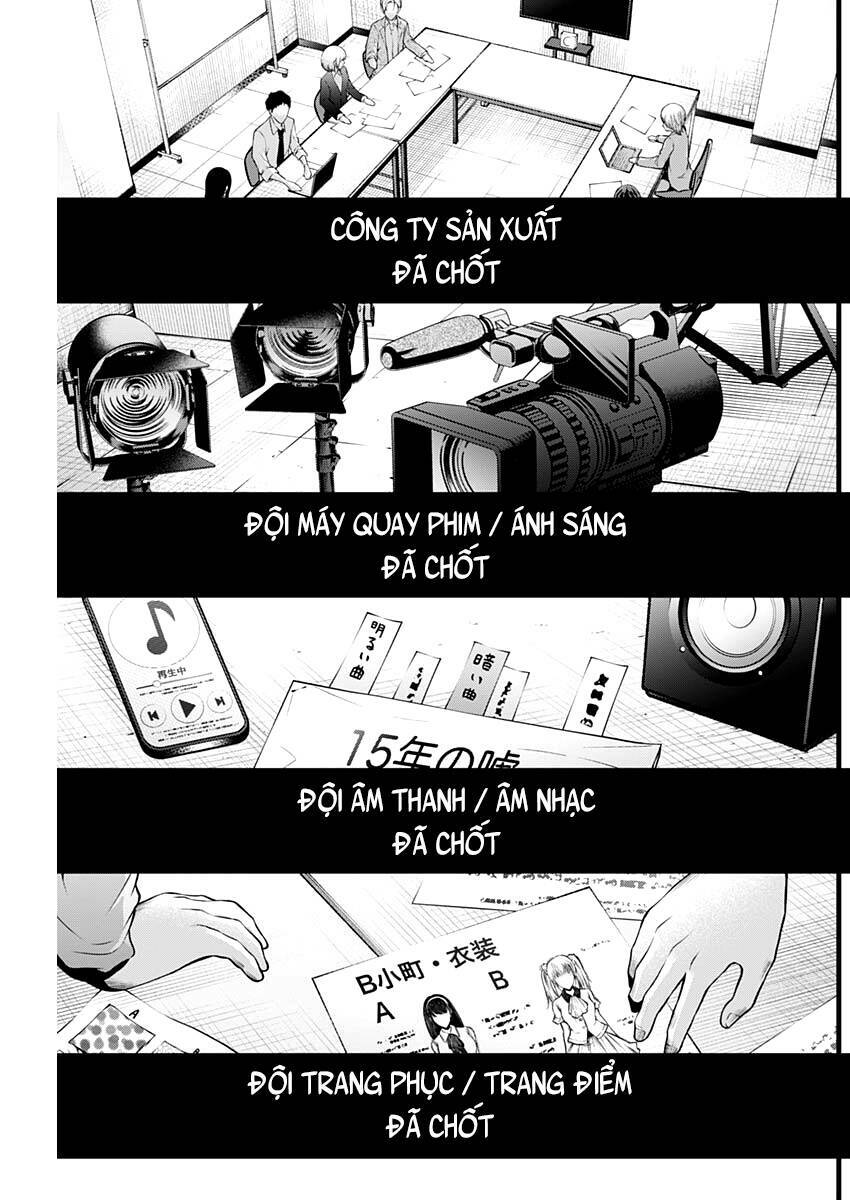 CÔNG TY SẢN XUẤT
ĐÃ CHỐT
ĐỘI MÁY QUAY PHIM / ÁNH SÁNG
ĐÃ CHỐT
再生中
明るい曲
暗い曲
15年の嘘
ĐỘI ÂM THANH / ÂM NHẠC
ĐÃ CHỐT
B小町・衣装
A
B
A
ĐỘI TRANG PHỤC / TRANG ĐIỂM
ĐÃ CHỐT